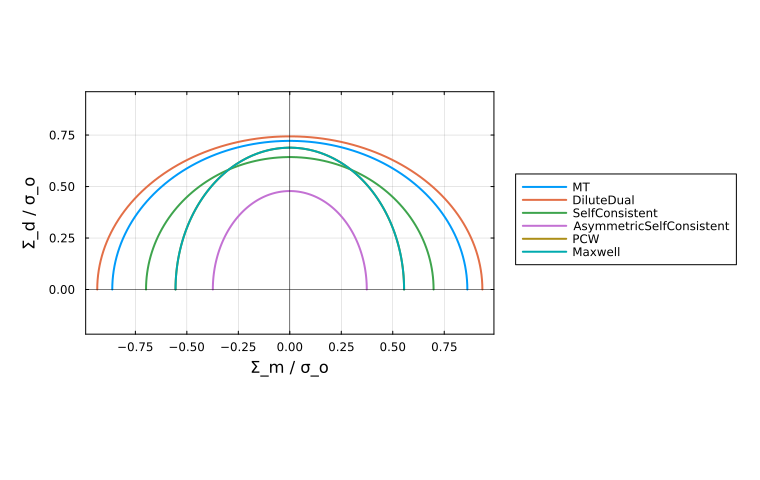 0.75
0.50
0.25
0.00
Σ_d / σ_o
−0.75 −0.50 −0.25 0.00 0.25 0.50 0.75
Σ_m / σ_o
MT
DiluteDual
SelfConsistent
AsymmetricSelfConsistent
PCW
Maxwell